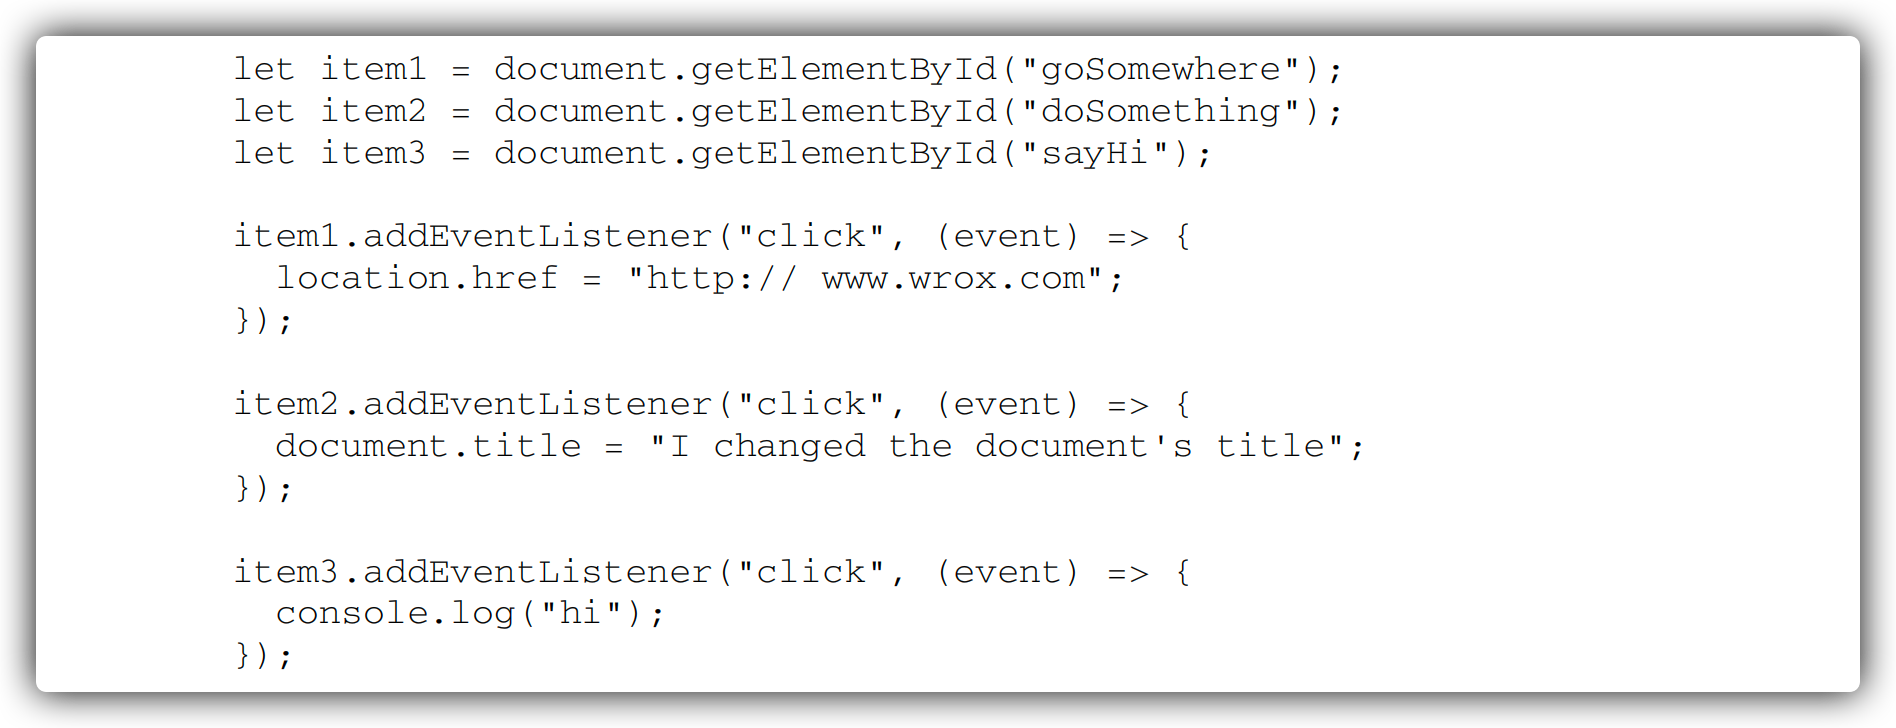 let item1 = document.getElementById("goSomewhere");
let item2 = document.getElementById("doSomething");
let item3 = document.getElementById("sayHi");
item1.addEventListener("click", (event) => {
  location.href = "http:// www.wrox.com";
});
item2.addEventListener("click", (event) => {
  document.title = "I changed the document's title";
});
item3.addEventListener("click", (event) => {
  console.log("hi");
});